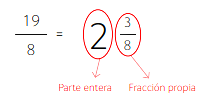 19/8 = 2 3/8
Parte entera
Fracción propia